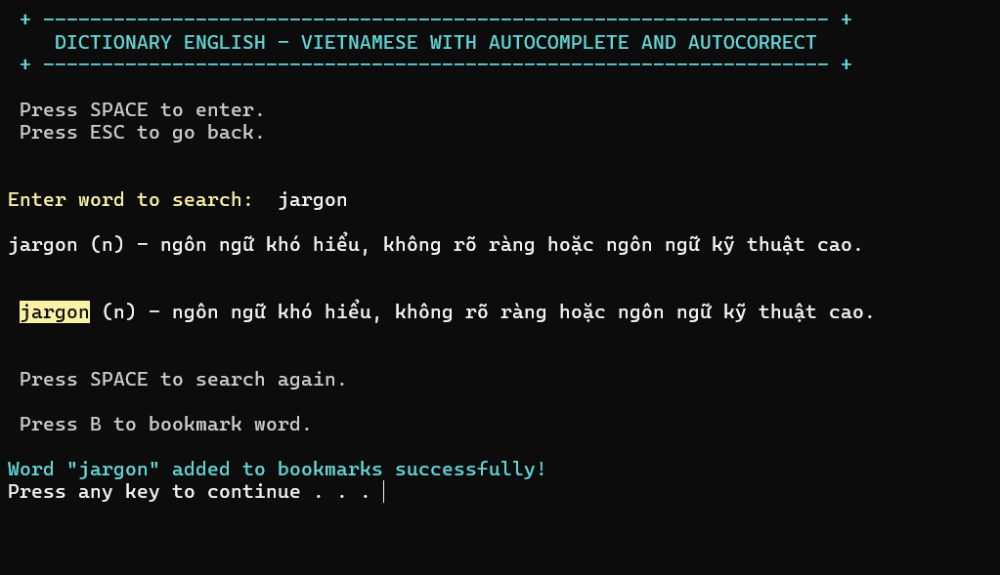 + ------------------------------------------------------------------- +
DICTIONARY ENGLISH - VIETNAMESE WITH AUTOCOMPLETE AND AUTOCORRECT
+ ------------------------------------------------------------------- +
Press SPACE to enter.
Press ESC to go back.
Enter word to search:  jargon
jargon (n) - ngôn ngữ khó hiểu, không rõ ràng hoặc ngôn ngữ kỹ thuật cao.
jargon (n) - ngôn ngữ khó hiểu, không rõ ràng hoặc ngôn ngữ kỹ thuật cao.
Press SPACE to search again.
Press B to bookmark word.
Word "jargon" added to bookmarks successfully!
Press any key to continue . . .